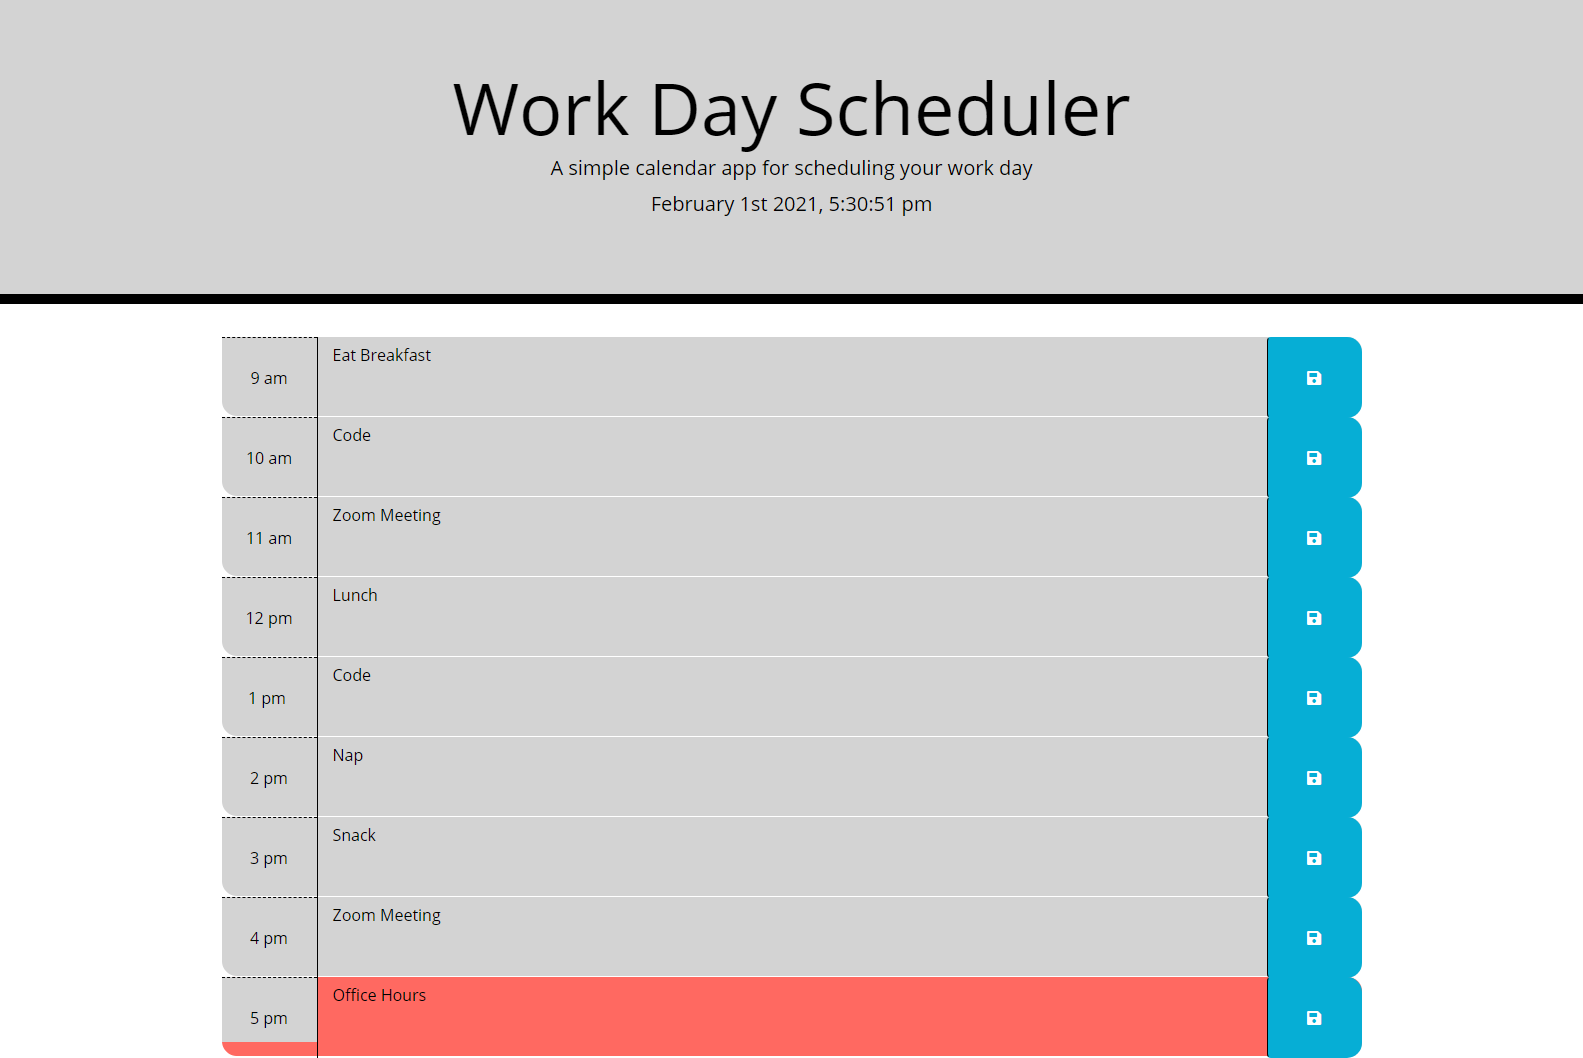 Work Day Scheduler
A simple calendar app for scheduling your work day
February 1st 2021, 5:30:51 pm
9 am Eat Breakfast
10 am Code
11 am Zoom Meeting
12 pm Lunch
1 pm Code
2 pm Nap
3 pm Snack
4 pm Zoom Meeting
5 pm Office Hours